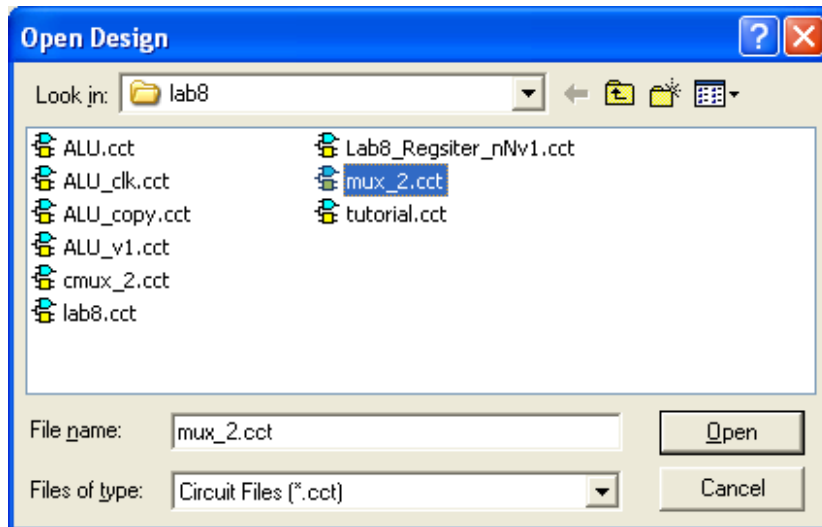 Open Design
Look in: lab8
ALU.cct
ALU_clk.cct
ALU_copy.cct
ALU_v1.cct
cmux_2.cct
lab8.cct
Lab8_Regsiter_nNv1.cct
mux_2.cct
tutorial.cct
File name: mux_2.cct
Open
Files of type: Circuit Files (*.cct)
Cancel